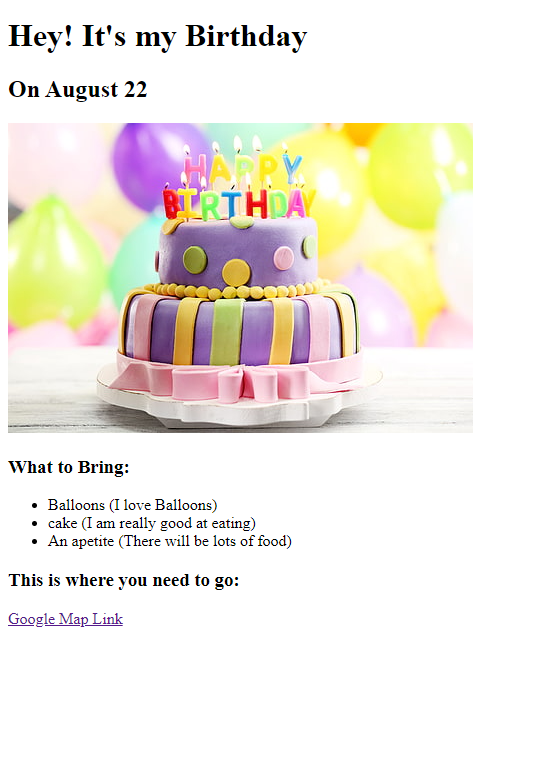 Hey! It's my Birthday
On August 22
HAPPY
BIRTHDAY
What to Bring:
Balloons (I love Balloons)
cake (I am really good at eating)
An apetite (There will be lots of food)
This is where you need to go:
Google Map Link